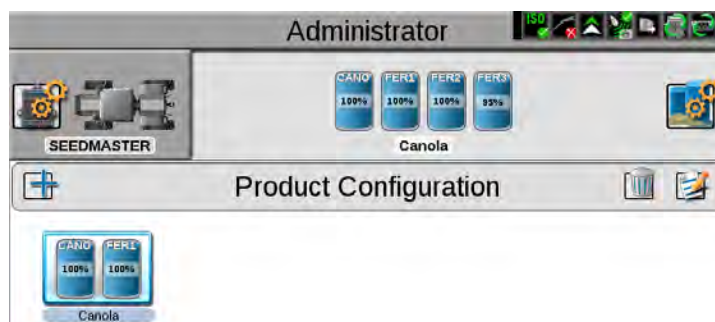 Administrator
ISO
CANO FER1 FER2 FER3
100% 100% 100% 95%
SEEDMASTER
Canola
Product Configuration
CANO FER1
100% 100%
Canola